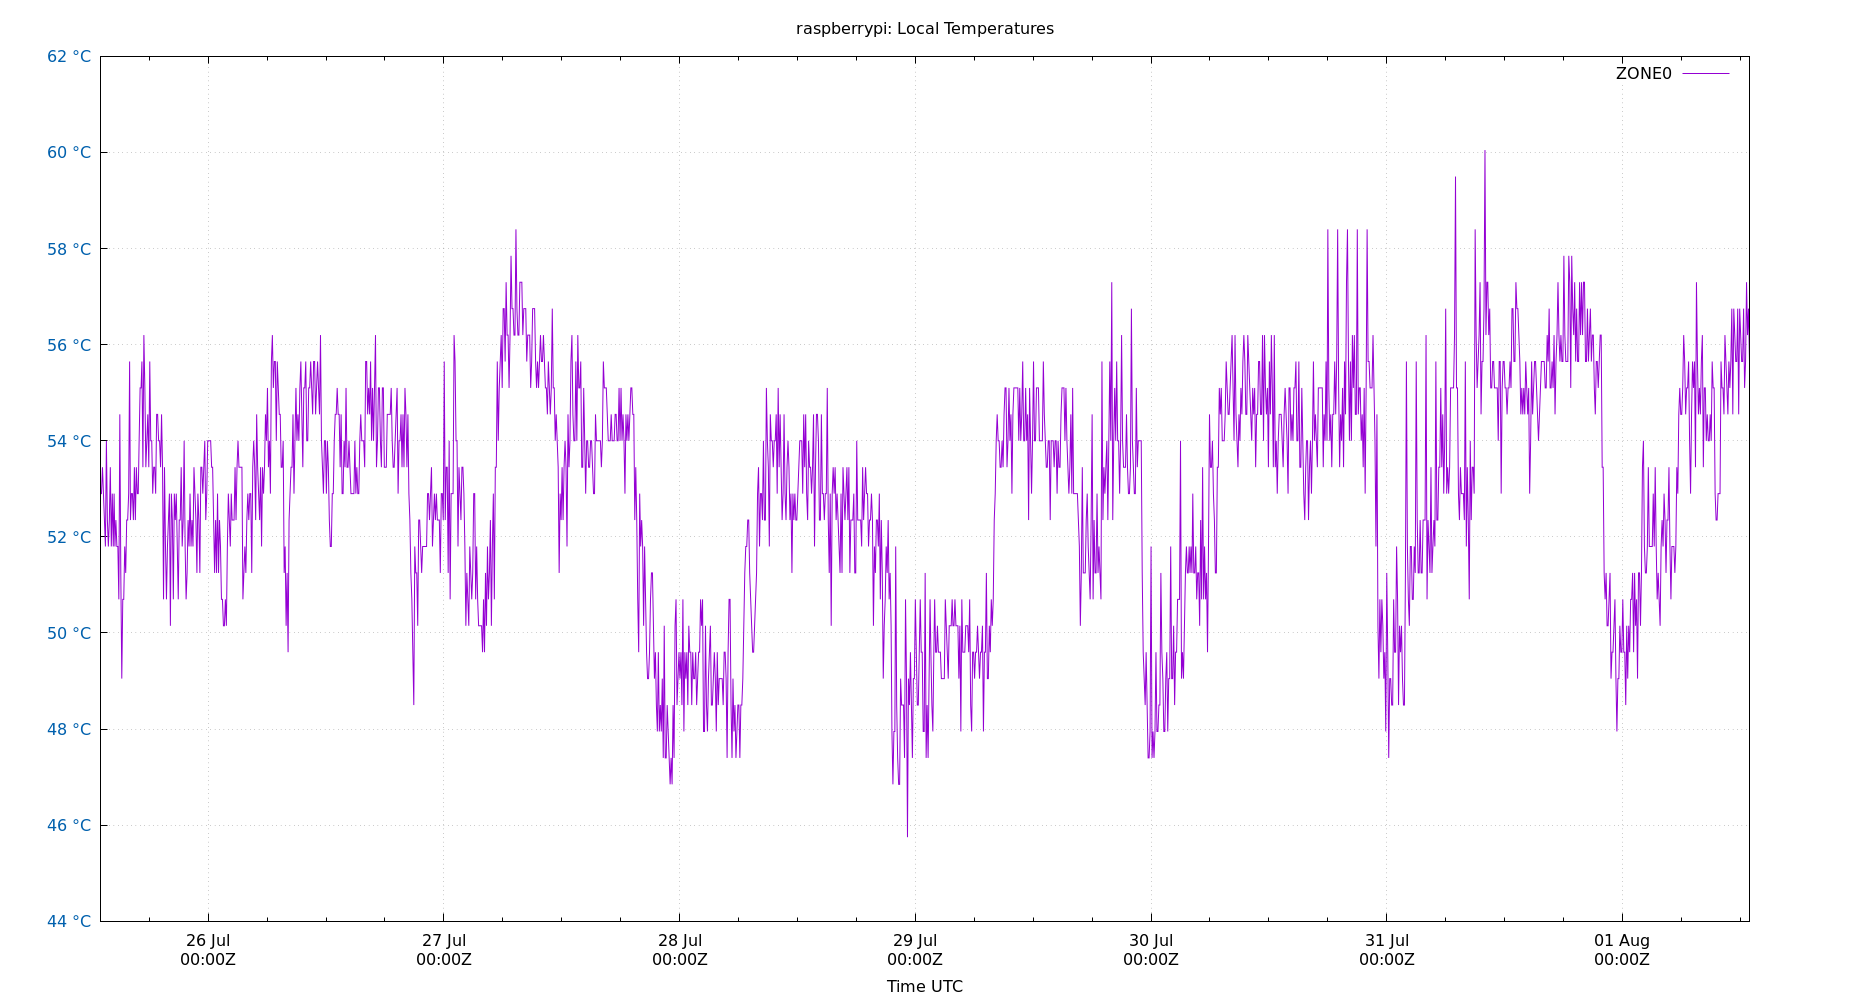 raspberrypi: Local Temperatures
62 °C
ZONE0
60 °C
58 °C
56 °C
54 °C
52 °C
50 °C
48 °C
46 °C
44 °C
26 Jul 27 Jul 28 Jul 29 Jul 30 Jul 31 Jul 01 Aug
00:00Z 00:00Z 00:00Z 00:00Z 00:00Z 00:00Z 00:00Z
Time UTC